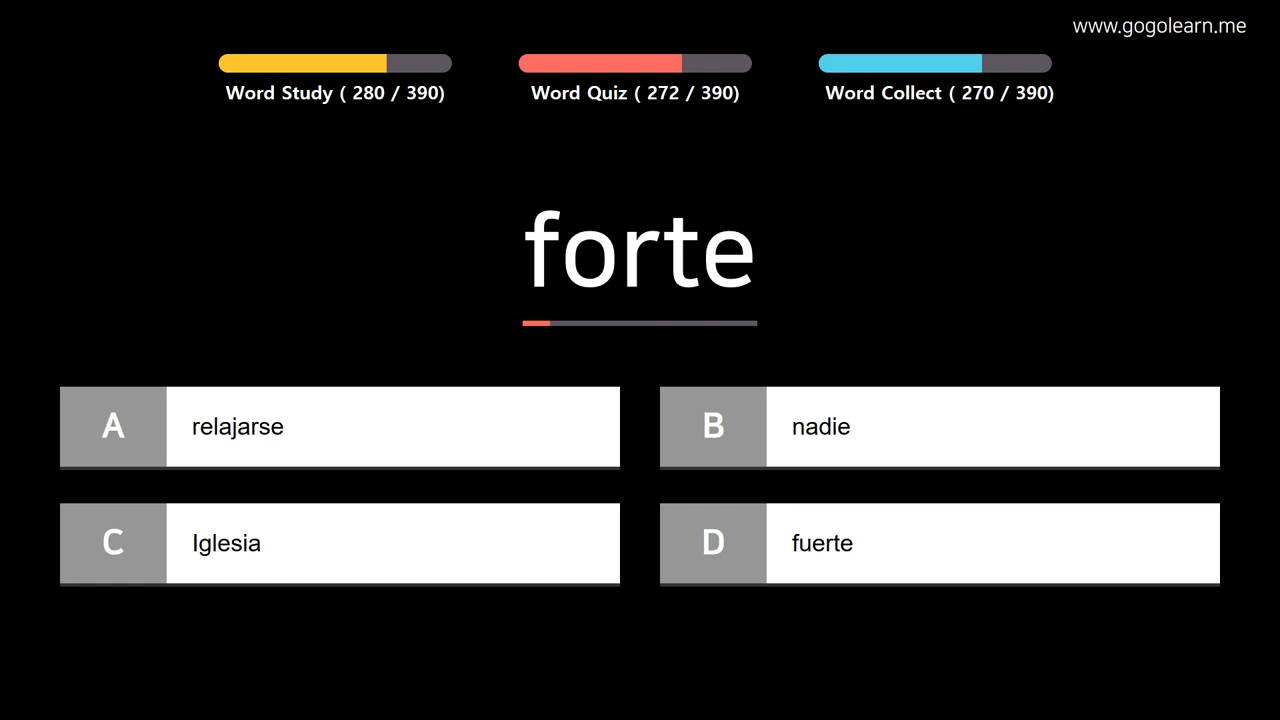 www.gogolearn.me
Word Study ( 280 / 390)
Word Quiz ( 272 / 390)
Word Collect ( 270 / 390)
forte
A relajarse
B nadie
C Iglesia
D fuerte